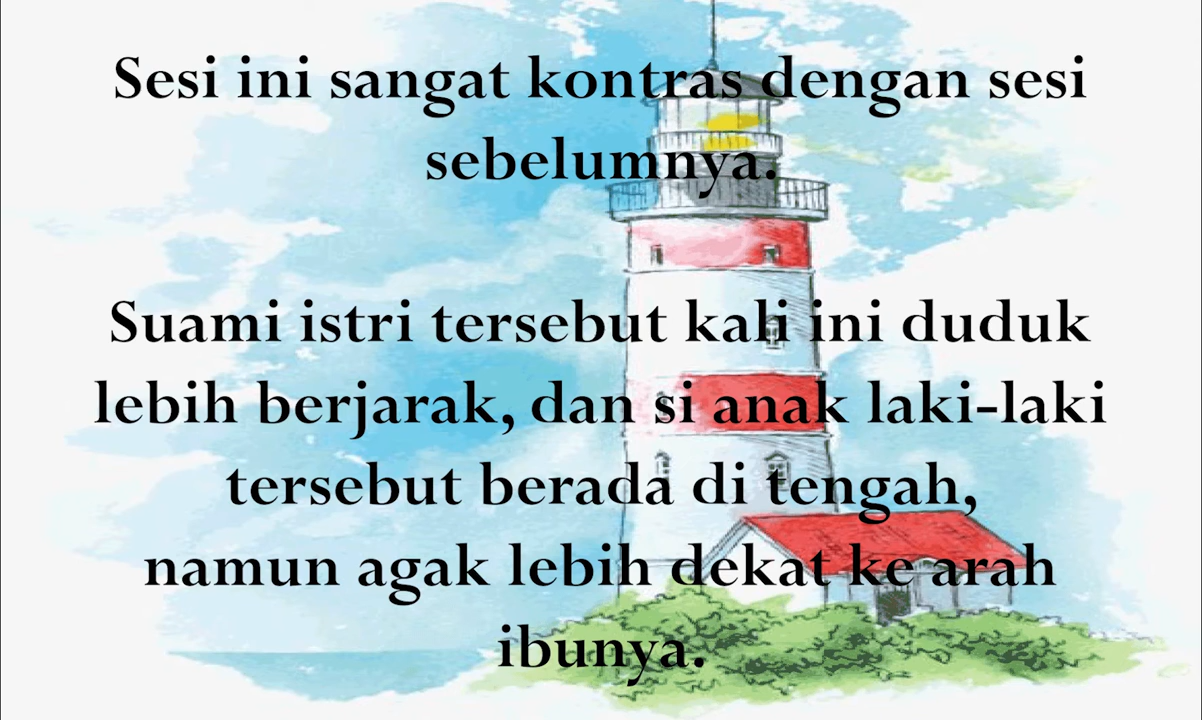 Sesi ini sangat kontras dengan sesi
sebelumnya.
Suami istri tersebut kali ini duduk
lebih berjarak, dan si anak laki-laki
tersebut berada di tengah,
namun agak lebih dekat ke arah
ibunya.